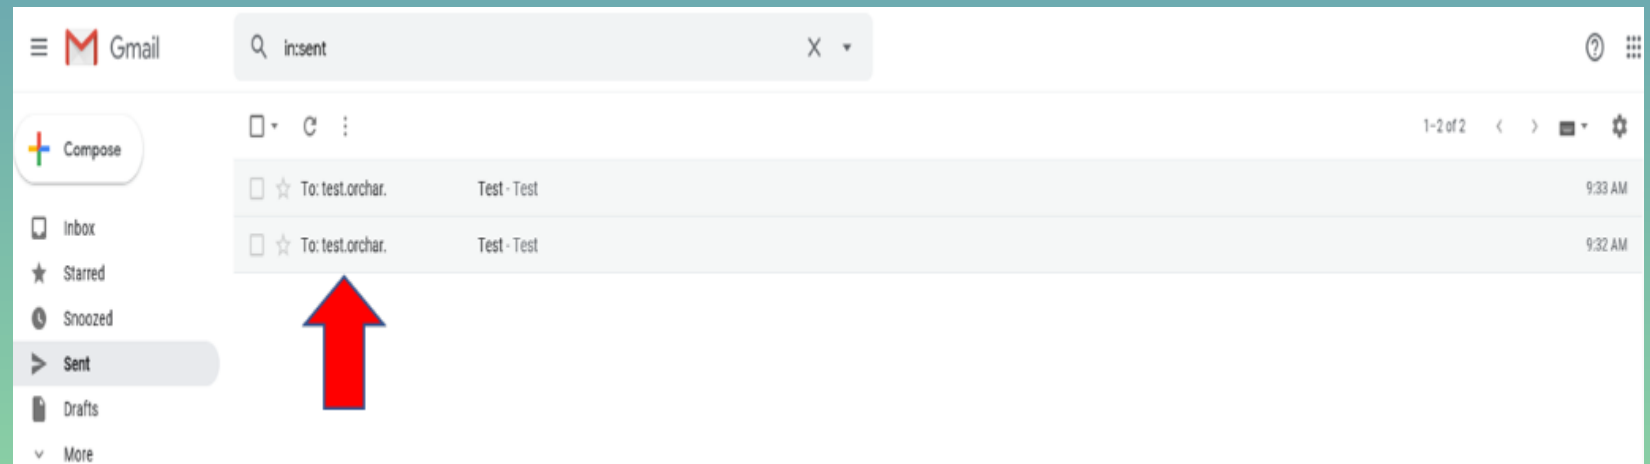 Gmail
in:sent
Compose
1-2 of 2
To: test.orchar. Test - Test 9:33 AM
To: test.orchar. Test - Test 9:32 AM
Inbox
Starred
Snoozed
Sent
Drafts
More